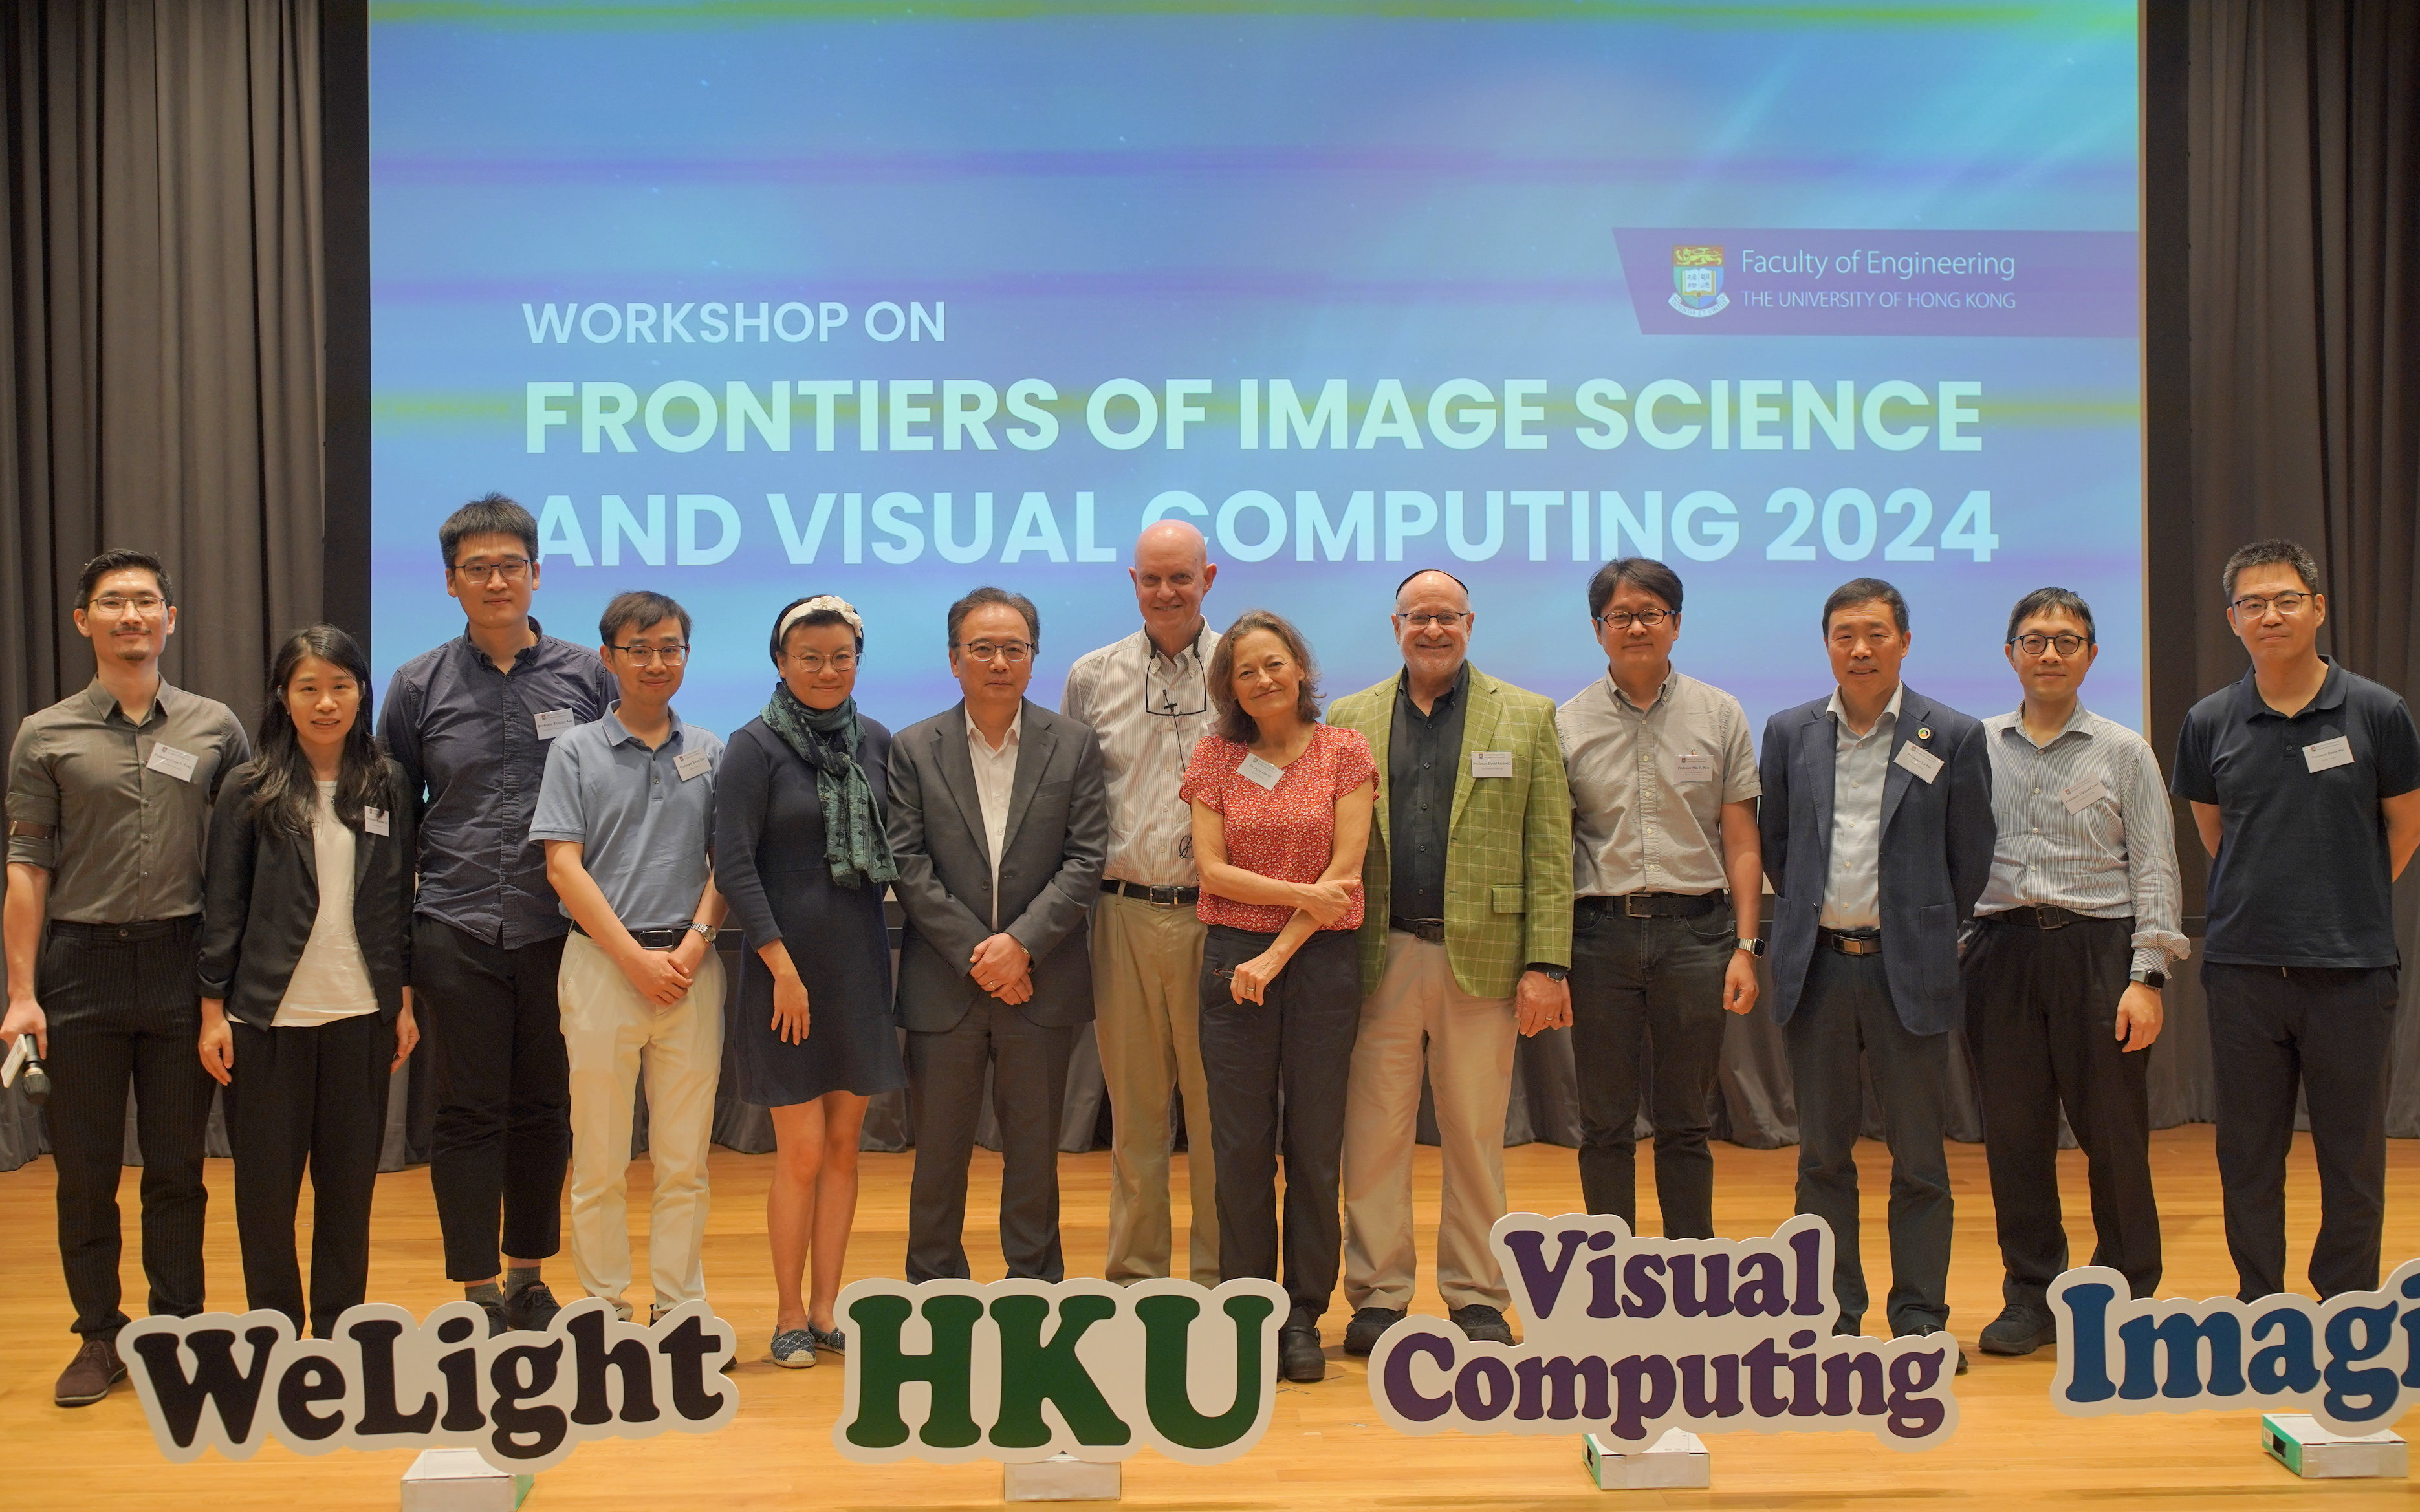 Faculty of Engineering
THE UNIVERSITY OF HONG KONG
WORKSHOP ON
FRONTIERS OF IMAGE SCIENCE
AND VISUAL COMPUTING 2024
WeLight
HKU
Visual
Computing
Imagi